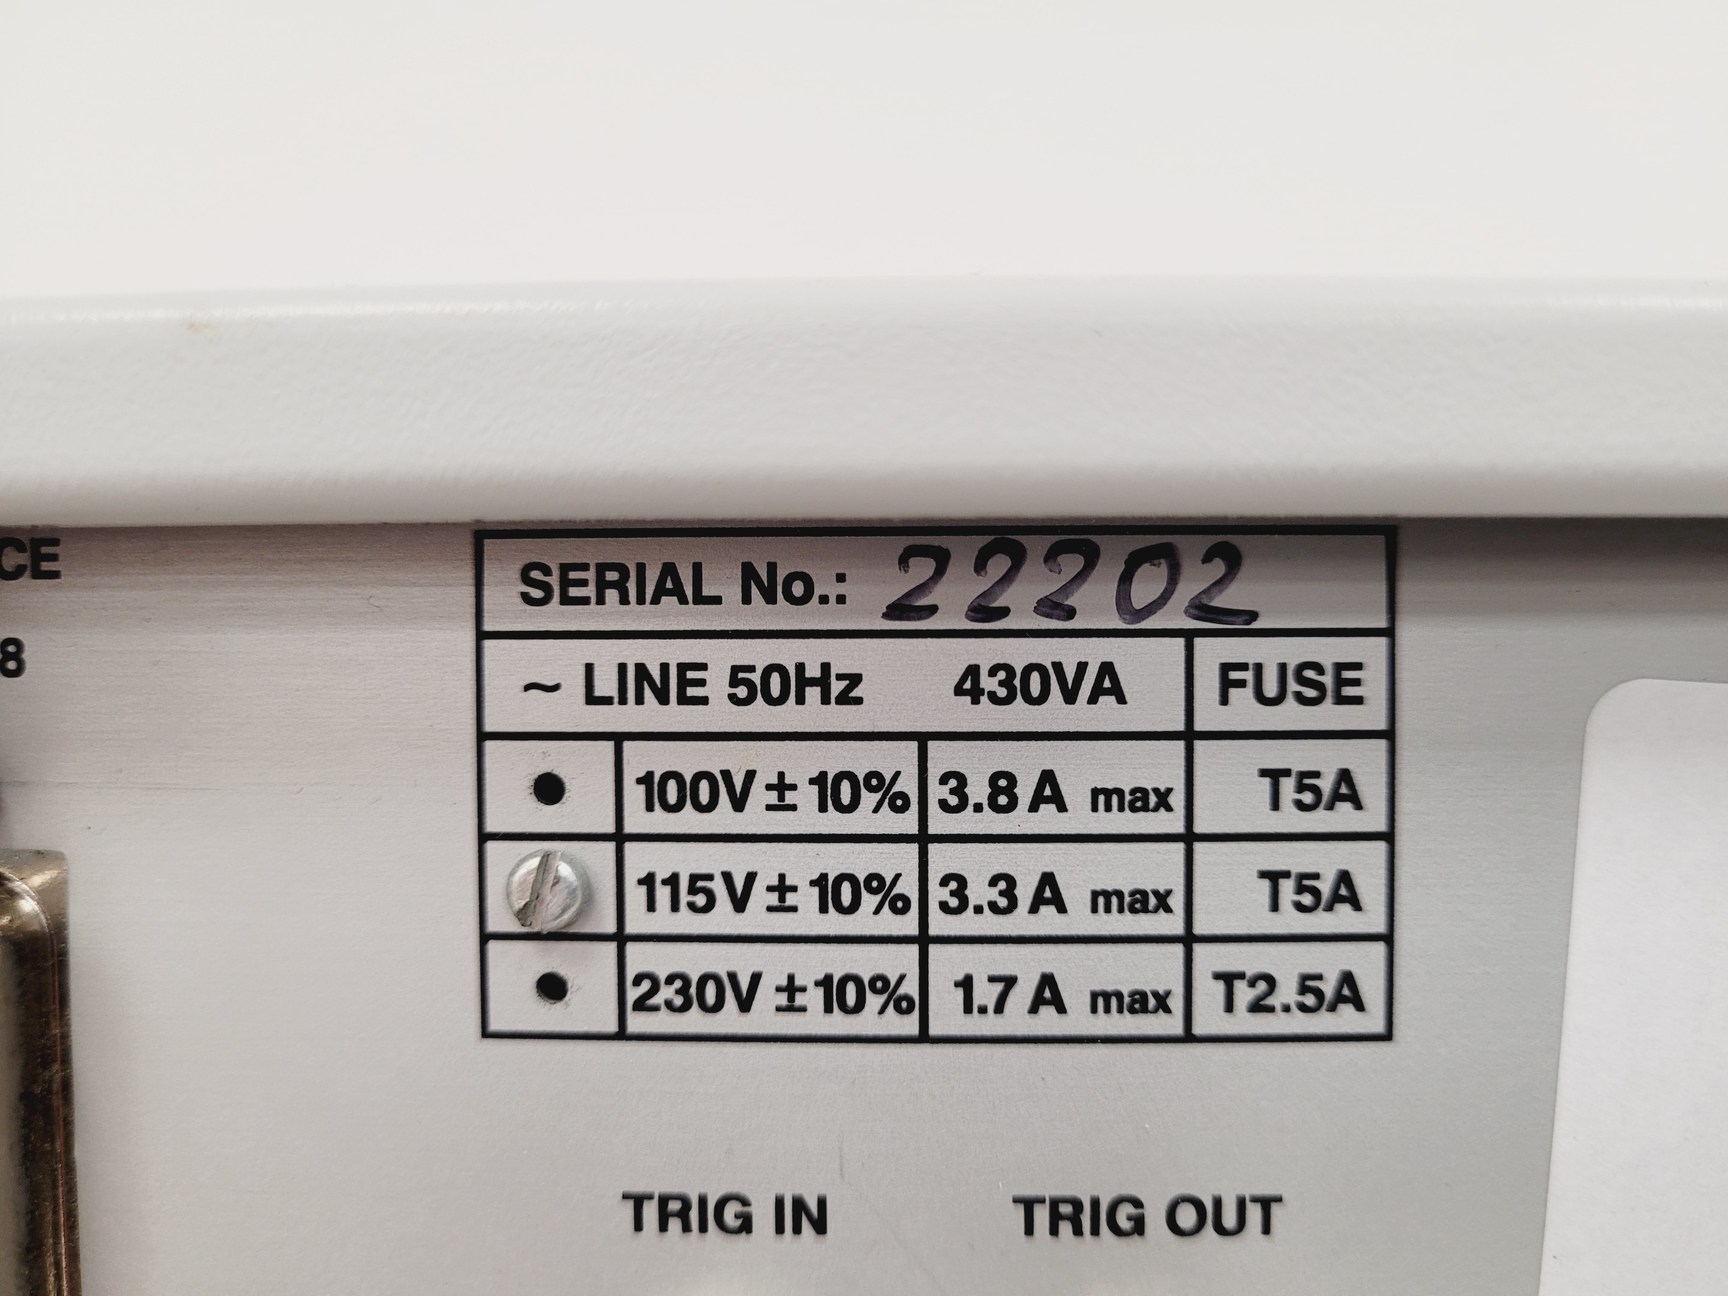 CE
8
SERIAL No.: 22202
~ LINE 50Hz 430VA FUSE
100V ± 10% 3.8 A max T5A
115V ± 10% 3.3 A max T5A
230V ± 10% 1.7 A max T2.5A
TRIG IN TRIG OUT